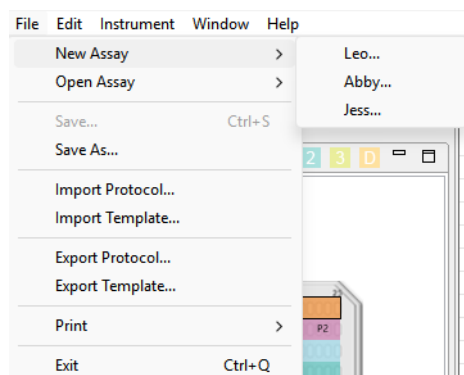 File Edit Instrument Window Help
New Assay >
Leo...
Open Assay >
Abby...
Jess...
Save... Ctrl+S
Save As...
2 3 D
Import Protocol...
Import Template...
Export Protocol...
Export Template...
25
Print >
P2
Exit Ctrl+Q